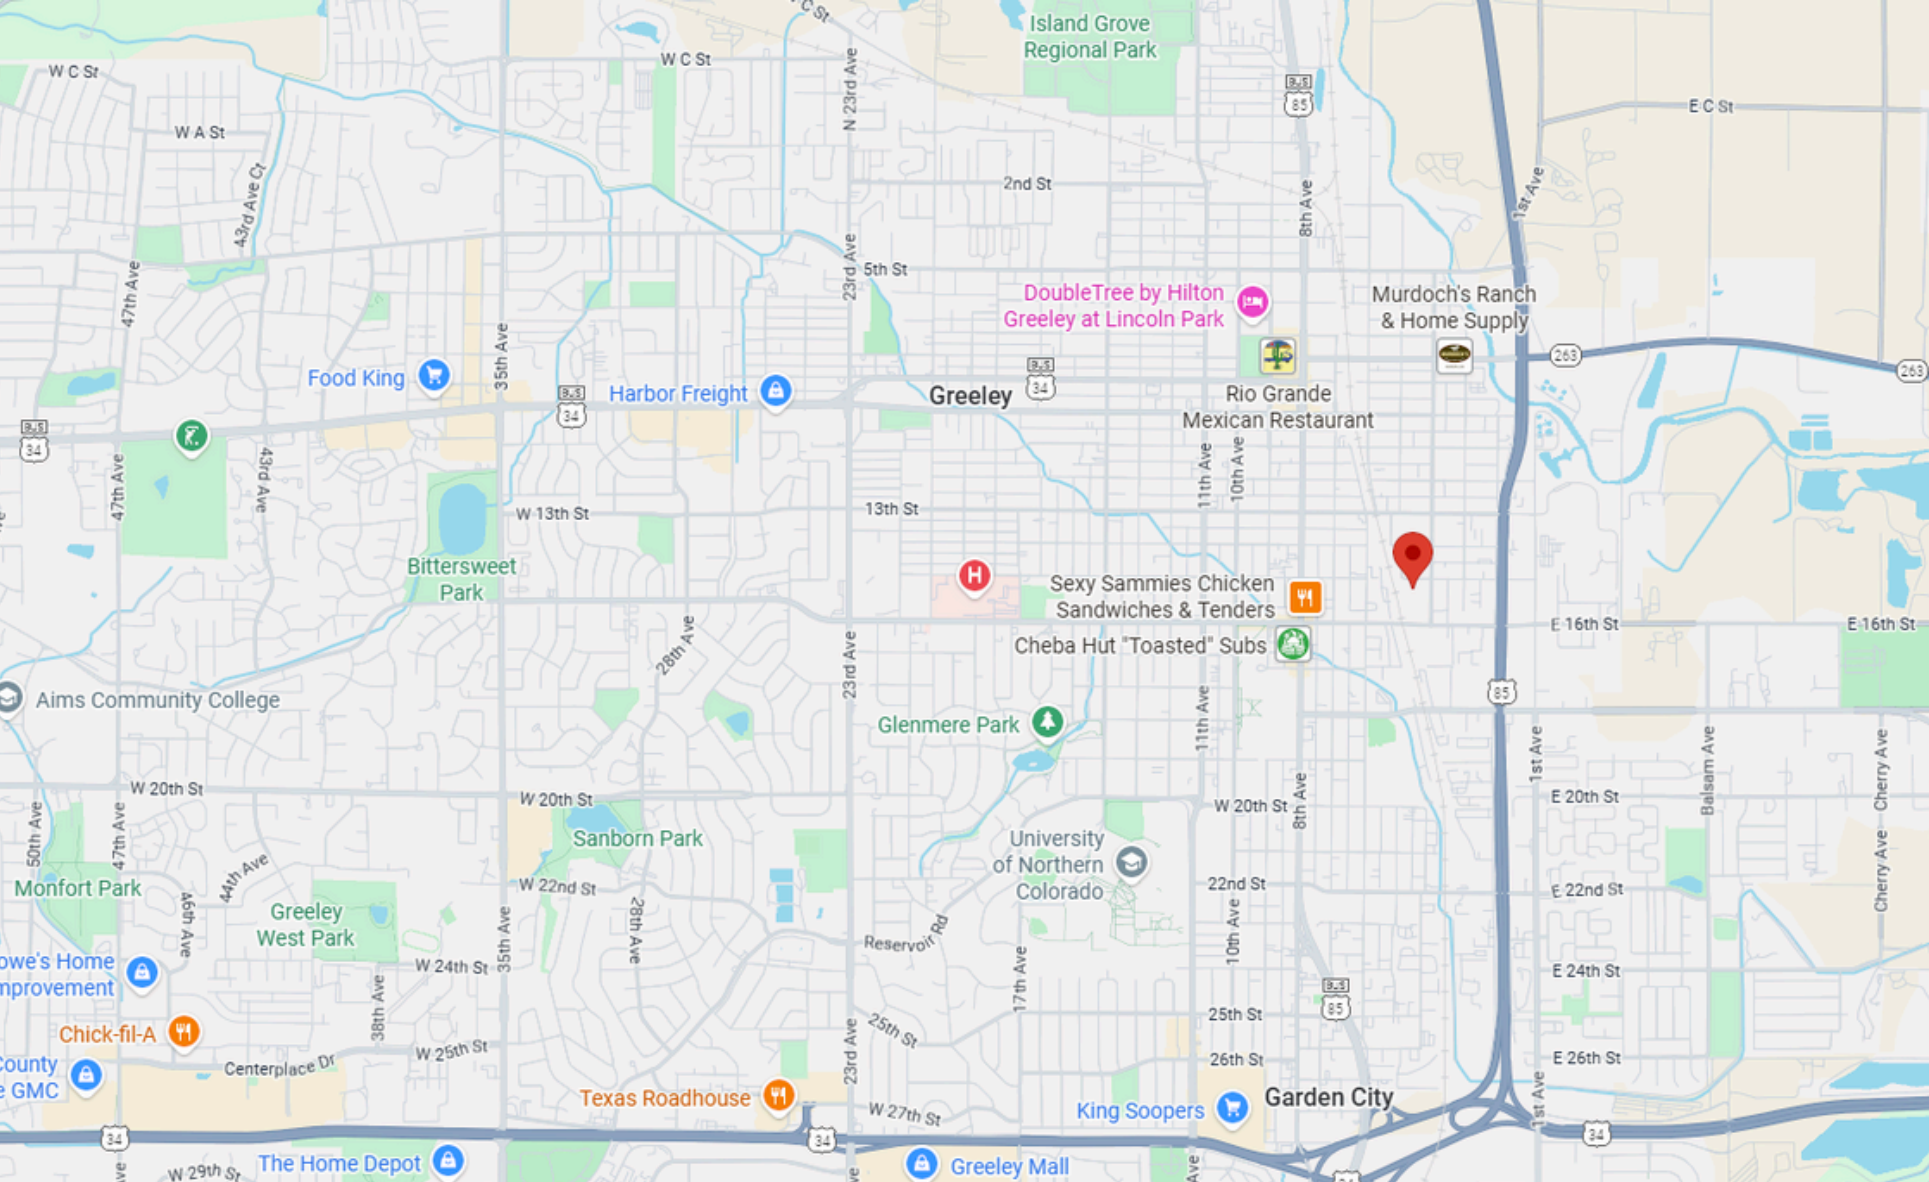 C St
Island Grove
Regional Park
W C St
W C St
N 23rd Ave
BUS
85
E C St
W A St
43rd Ave Ct
2nd St
8th Ave
1st Ave
47th Ave
23rd Ave
5th St
DoubleTree by Hilton
Greeley at Lincoln Park
Murdoch's Ranch
& Home Supply
35th Ave
263
263
Food King
Harbor Freight
BUS
34
Greeley
BUS
34
Rio Grande
Mexican Restaurant
BUS
34
47th Ave
43rd Ave
11th Ave
10th Ave
W 13th St
13th St
Bittersweet
Park
H
Sexy Sammies Chicken
Sandwiches & Tenders
E 16th St
E 16th St
Cheba Hut "Toasted" Subs
28th Ave
23rd Ave
85
Aims Community College
Glenmere Park
11th Ave
1st Ave
Balsam Ave
Cherry Ave
W 20th St
W 20th St
W 20th St
8th Ave
E 20th St
50th Ave
47th Ave
Sanborn Park
University
of Northern
Colorado
Monfort Park
44th Ave
W 22nd St
22nd St
E 22nd St
Cherry Ave
46th Ave
Greeley
West Park
35th Ave
28th Ave
Reservoir Rd
10th Ave
owe's Home
mprovement
W 24th St
17th Ave
E 24th St
38th Ave
BUS
85
Chick-fil-A
25th St
25th St
W 25th St
23rd Ave
26th St
E 26th St
Centerplace Dr
County
e GMC
Texas Roadhouse
W 27th St
King Soopers
Garden City
1st Ave
34
34
34
34
ve
W 29th St
The Home Depot
Greeley Mall
ve
Ave